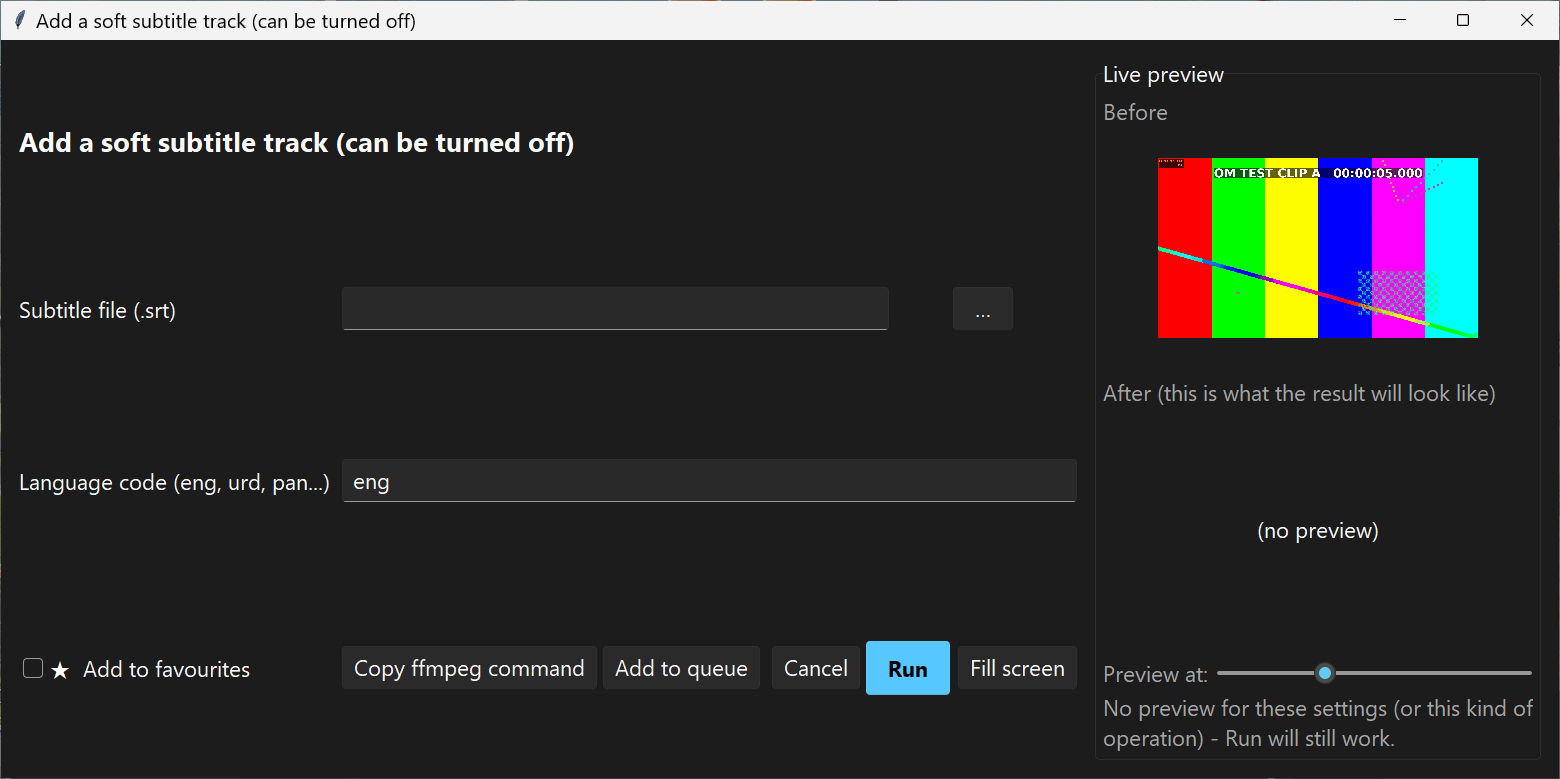 Add a soft subtitle track (can be turned off)
Live preview
Before
Add a soft subtitle track (can be turned off)
OM TEST CLIP A 00:00:05.000
Subtitle file (.srt)
...
After (this is what the result will look like)
Language code (eng, urd, pan...)
eng
(no preview)
★ Add to favourites
Copy ffmpeg command
Add to queue
Cancel
Run
Fill screen
Preview at:
No preview for these settings (or this kind of
operation) - Run will still work.